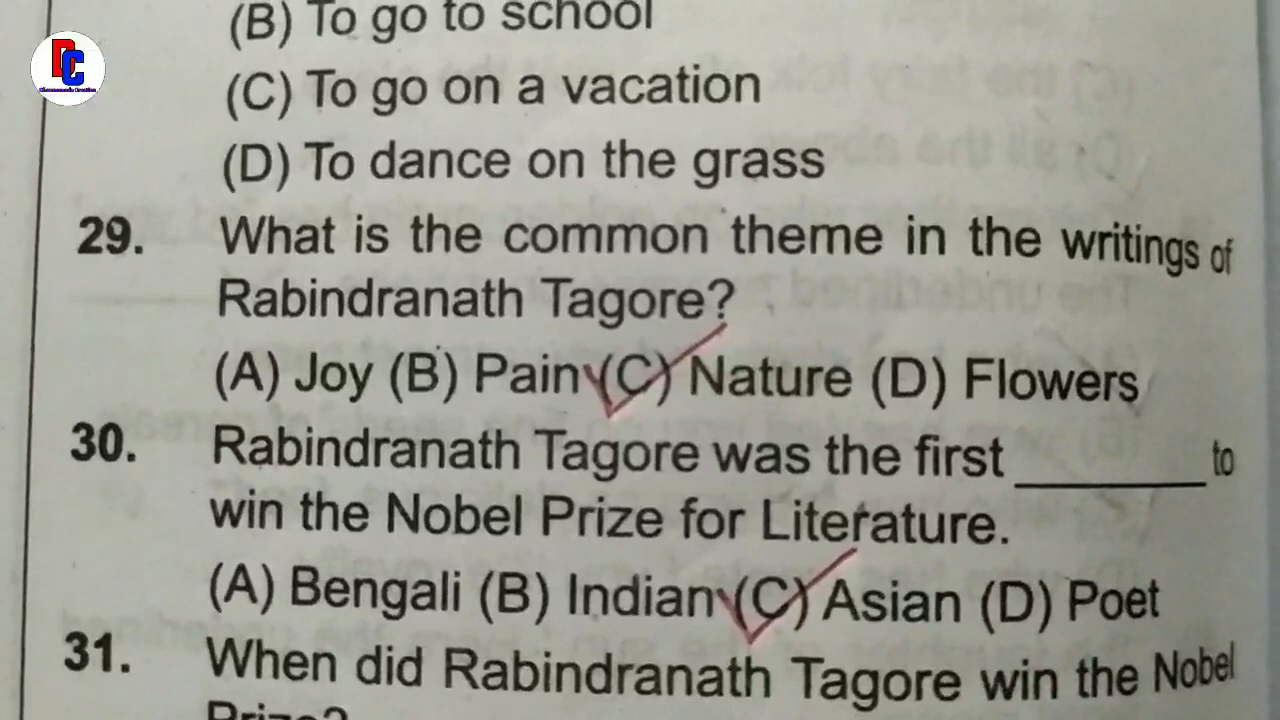 (B) To go to school
(C) To go on a vacation
(D) To dance on the grass
29. What is the common theme in the writings of
Rabindranath Tagore?
(A) Joy (B) Pain (C) Nature (D) Flowers
30. Rabindranath Tagore was the first ________ to
win the Nobel Prize for Literature.
(A) Bengali (B) Indian (C) Asian (D) Poet
31. When did Rabindranath Tagore win the Nobel
Prize?
DC